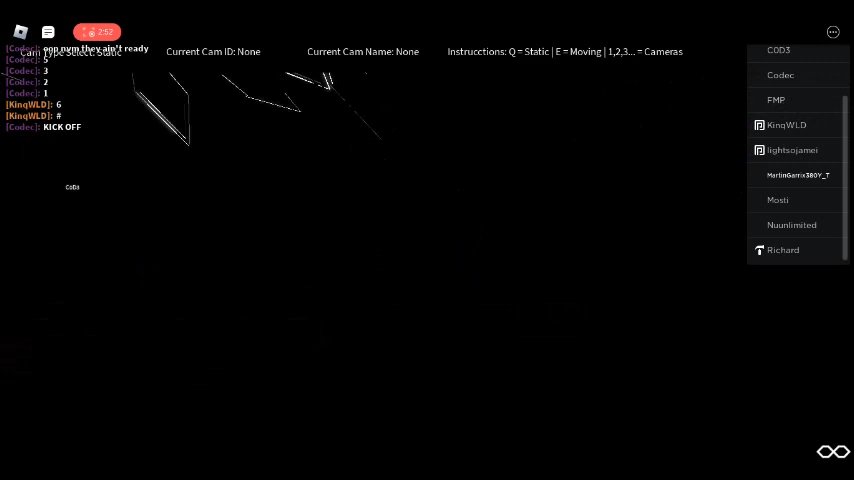 2:52
[Codec]: oop nvm they ain't ready
Cam Type Select: Static
Current Cam ID: None
Current Cam Name: None
Instrucctions: Q = Static | E = Moving | 1,2,3... = Cameras
[Codec]: 5
[Codec]: 3
[Codec]: 2
[Codec]: 1
[KinqWLD]: 6
[KinqWLD]: #
[Codec]: KICK OFF
C0D3
C0D3
Codec
FMP
KinqWLD
lightsojamei
MartinGarrix380Y_T
Mosti
Nuunlimited
Richard